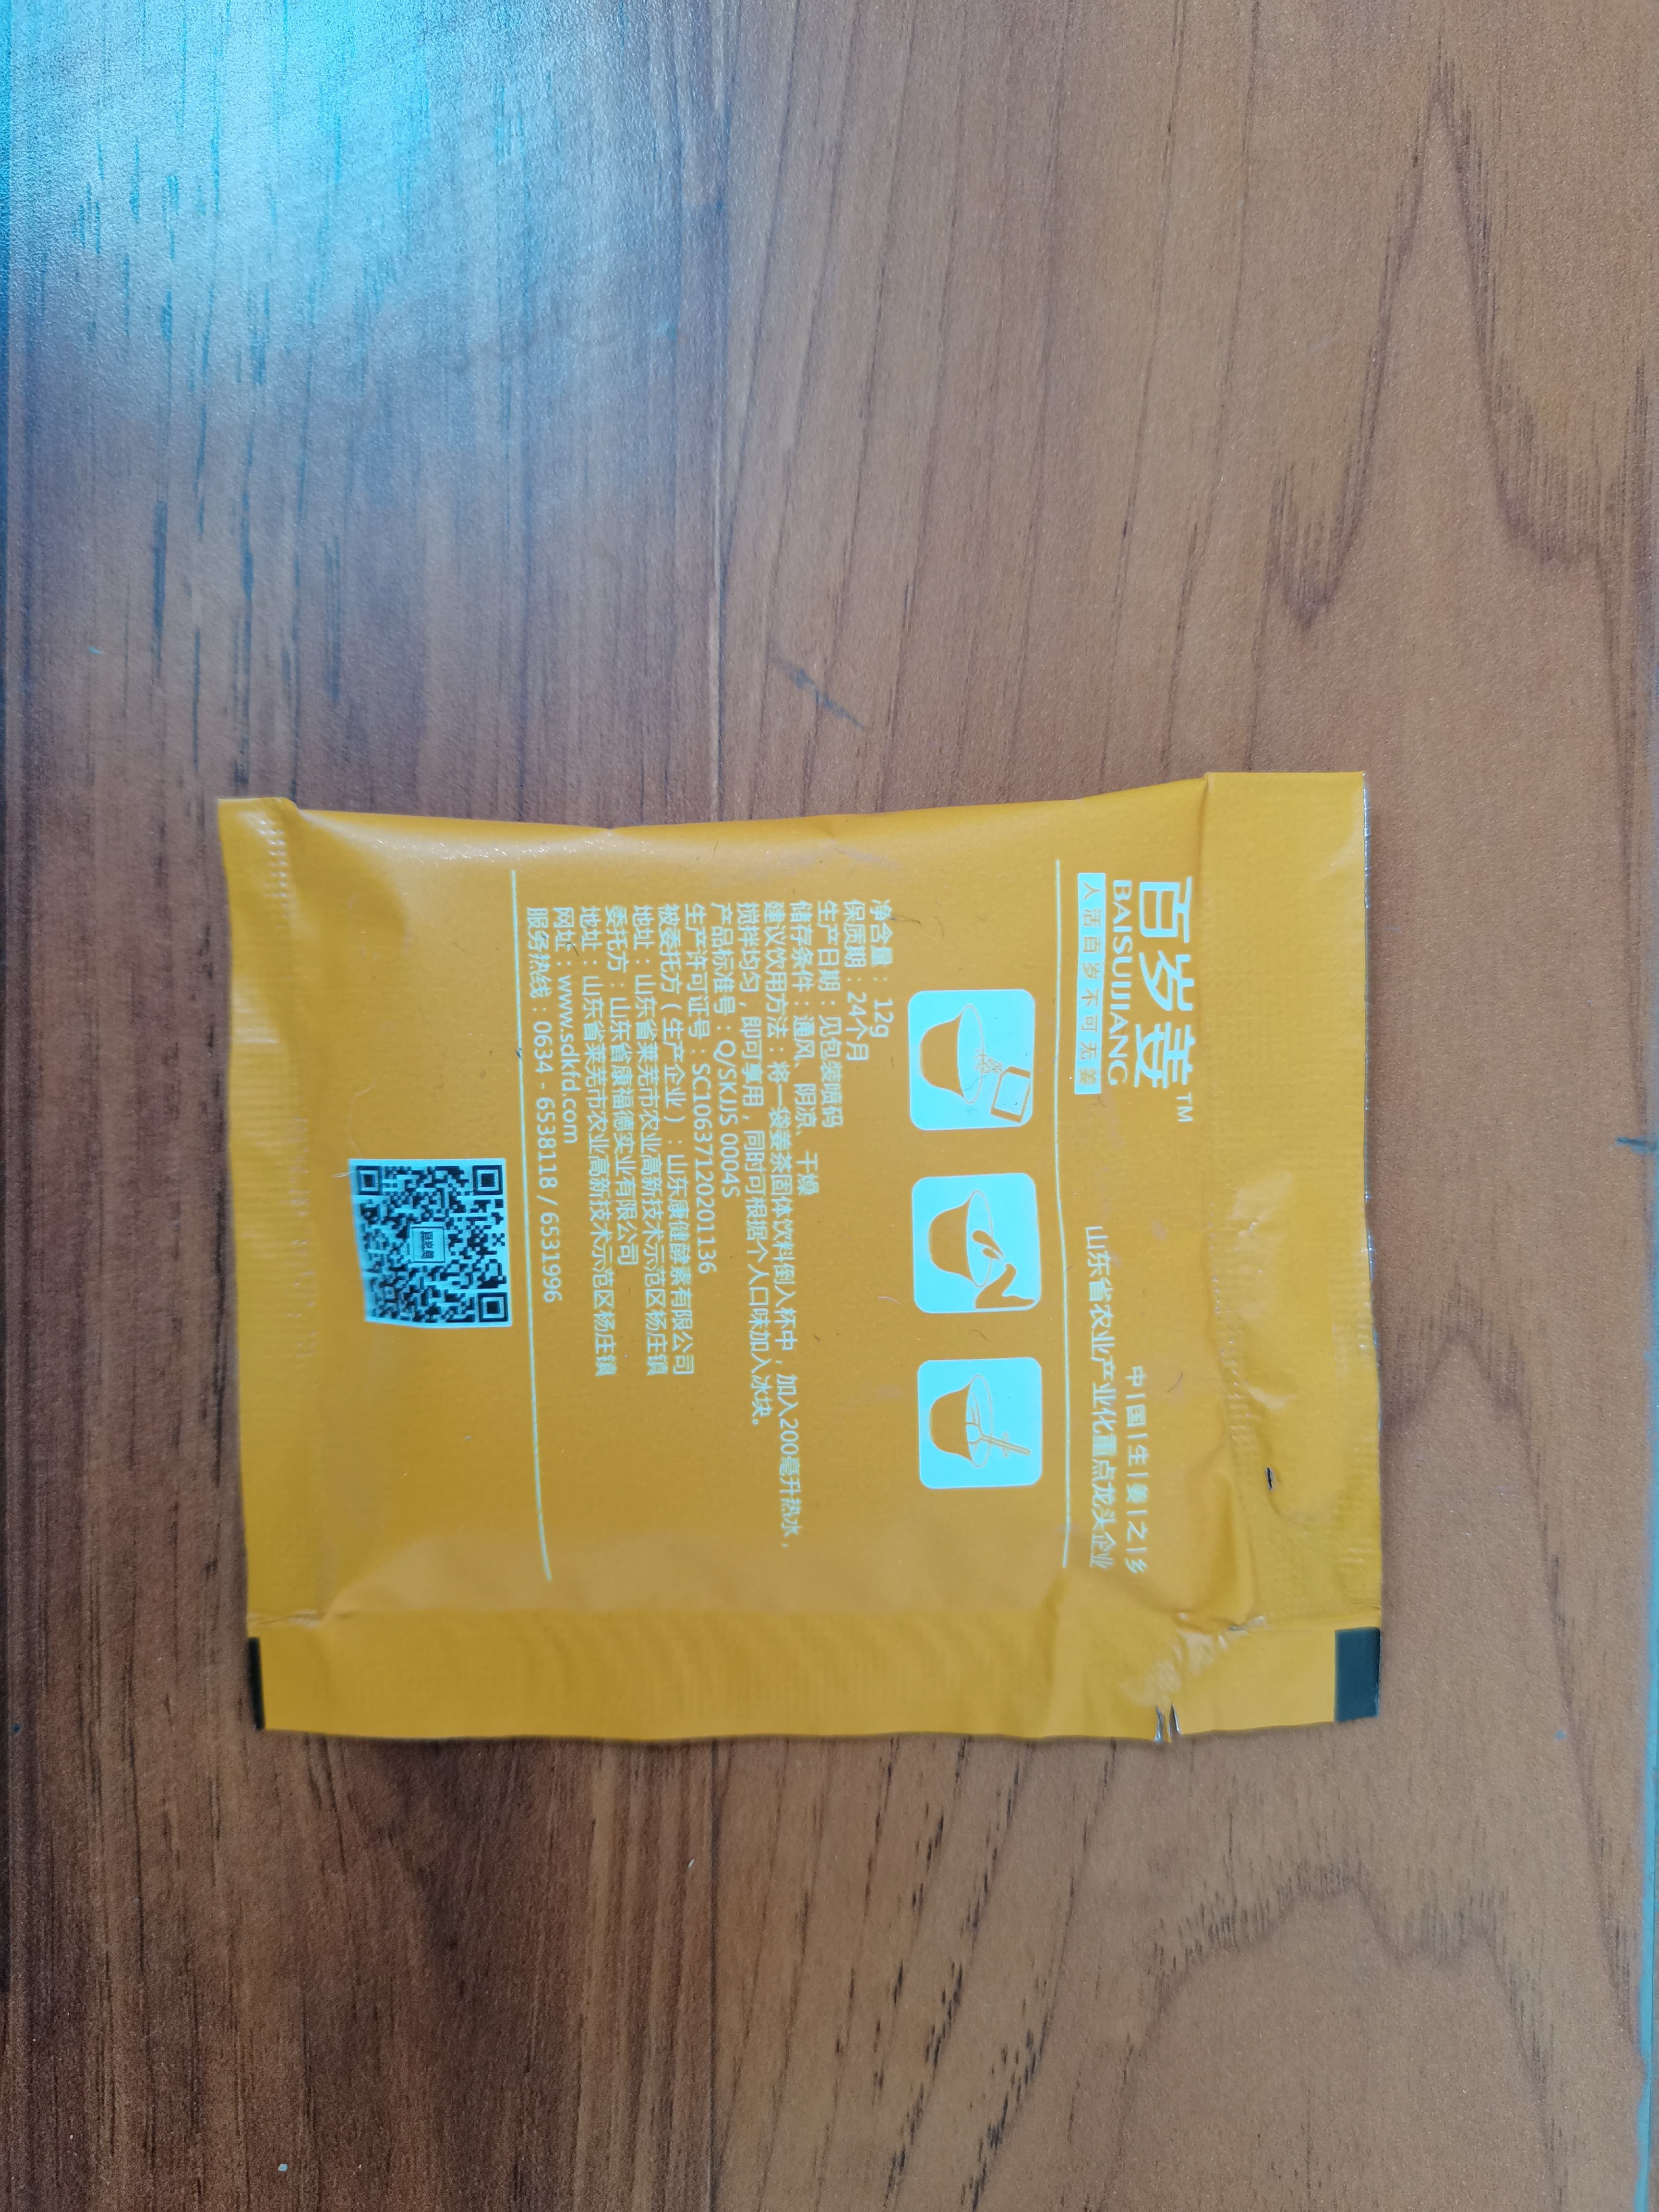 百岁姜™
BAISUIJIANG
人活百岁不可无姜
中|国|生|姜|之|乡
山东省农业产业化重点龙头企业
净含量：12g
保质期：24个月
生产日期：见包装喷码
储存条件：通风、阴凉、干燥
建议饮用方法：将一袋姜茶固体饮料倒入杯中，加入200毫升热水，
搅拌均匀，即可享用，同时可根据个人口味加入冰块。
产品标准号：Q/SKJJS 0004S
生产许可证号：SC10637120201136
被委托方（生产企业）：山东康健酵素有限公司
地址：山东省莱芜市农业高新技术示范区杨庄镇
委托方：山东省康福德实业有限公司
地址：山东省莱芜市农业高新技术示范区杨庄镇
网址：www.sdkfd.com
服务热线：0634 - 6538118 / 6531996